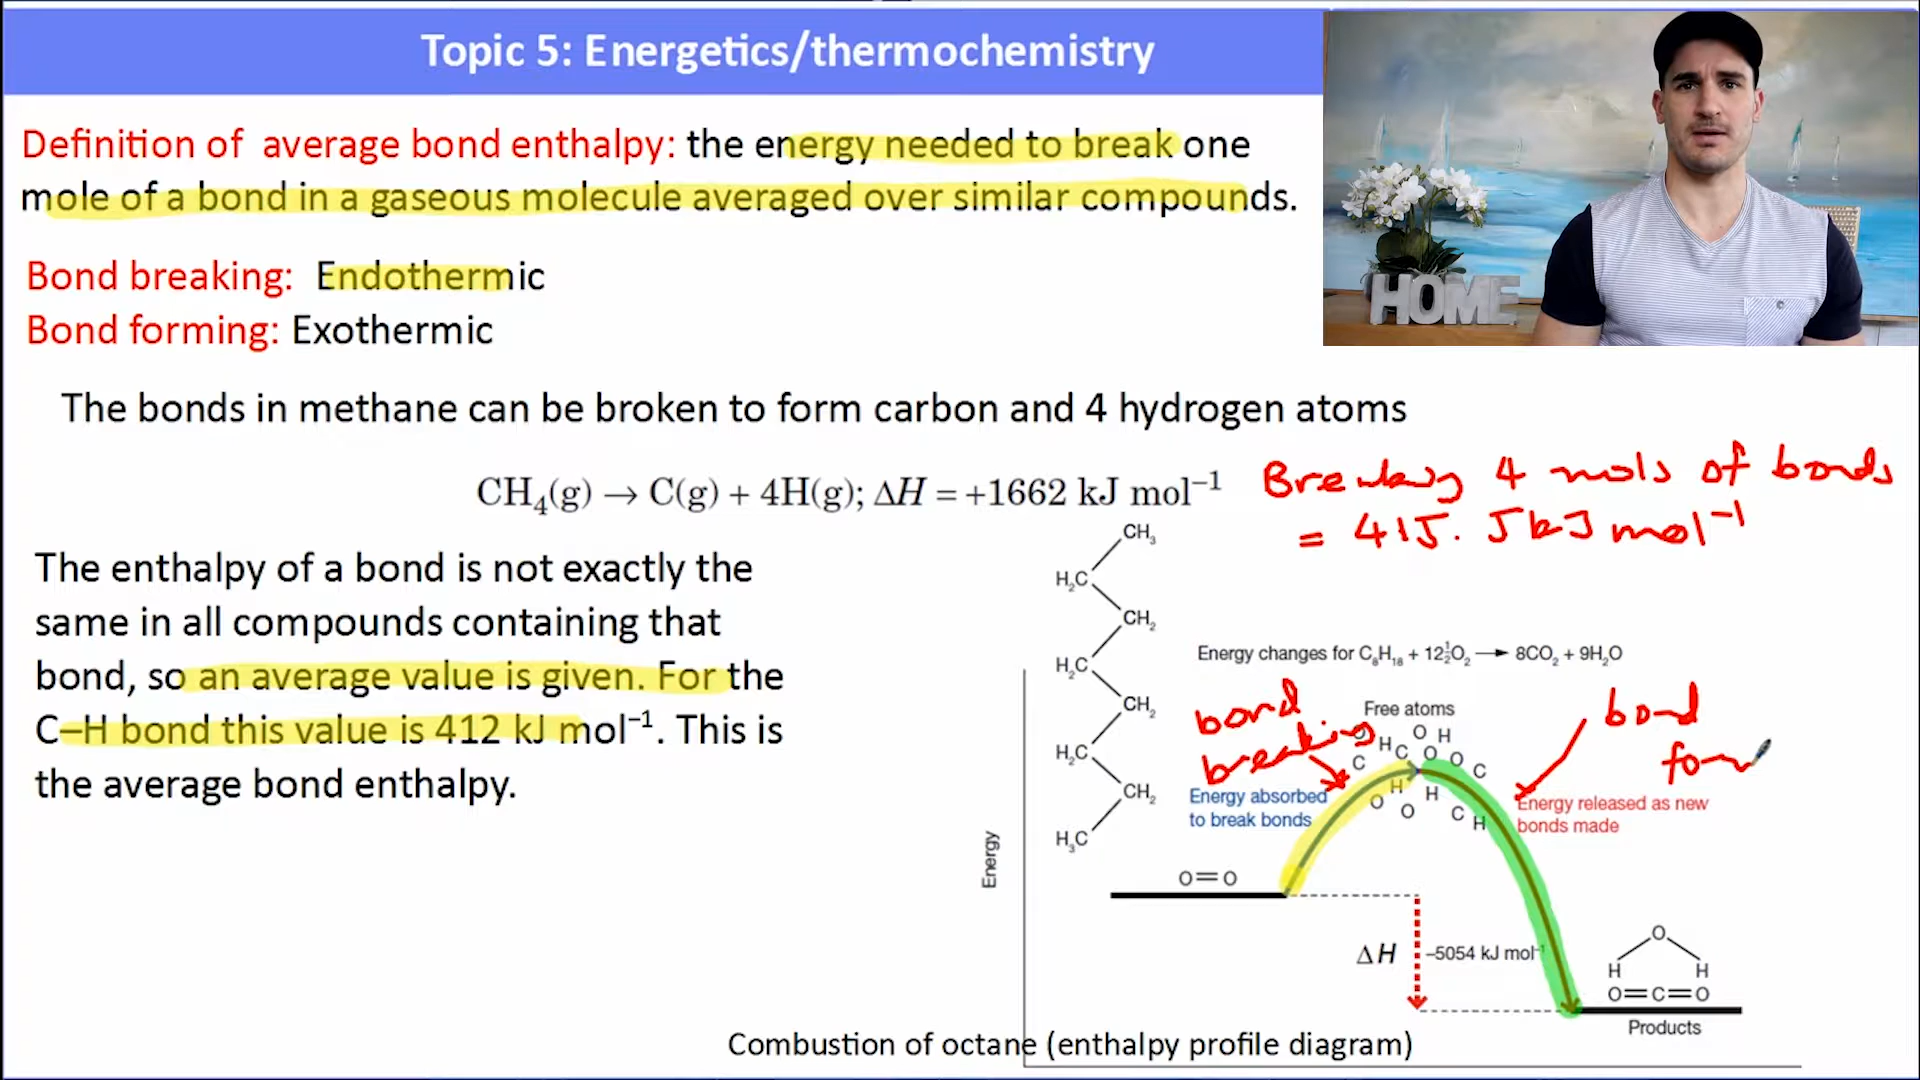 Topic 5: Energetics/thermochemistry
Definition of average bond enthalpy: the energy needed to break one
mole of a bond in a gaseous molecule averaged over similar compounds.
HOME
Bond breaking: Endothermic
Bond forming: Exothermic
The bonds in methane can be broken to form carbon and 4 hydrogen atoms
CH₄(g) → C(g) + 4H(g); ΔH = +1662 kJ mol⁻¹
Breaking 4 mols of bonds
= 415.5kJmol⁻¹
The enthalpy of a bond is not exactly the
same in all compounds containing that
bond, so an average value is given. For the
C–H bond this value is 412 kJ mol⁻¹. This is
the average bond enthalpy.
CH₃
H₂C
CH₂
H₂C
CH₂
H₂C
CH₂
H₃C
Energy changes for C₈H₁₈ + 12½O₂ → 8CO₂ + 9H₂O
bond
breaking
Free atoms
O H
H C O O C
C
H H
O O C H
bond
for
Energy absorbed
to break bonds
Energy released as new
bonds made
Energy
O=O
ΔH
–5054 kJ mol⁻¹
O
H H
O=C=O
Products
Combustion of octane (enthalpy profile diagram)